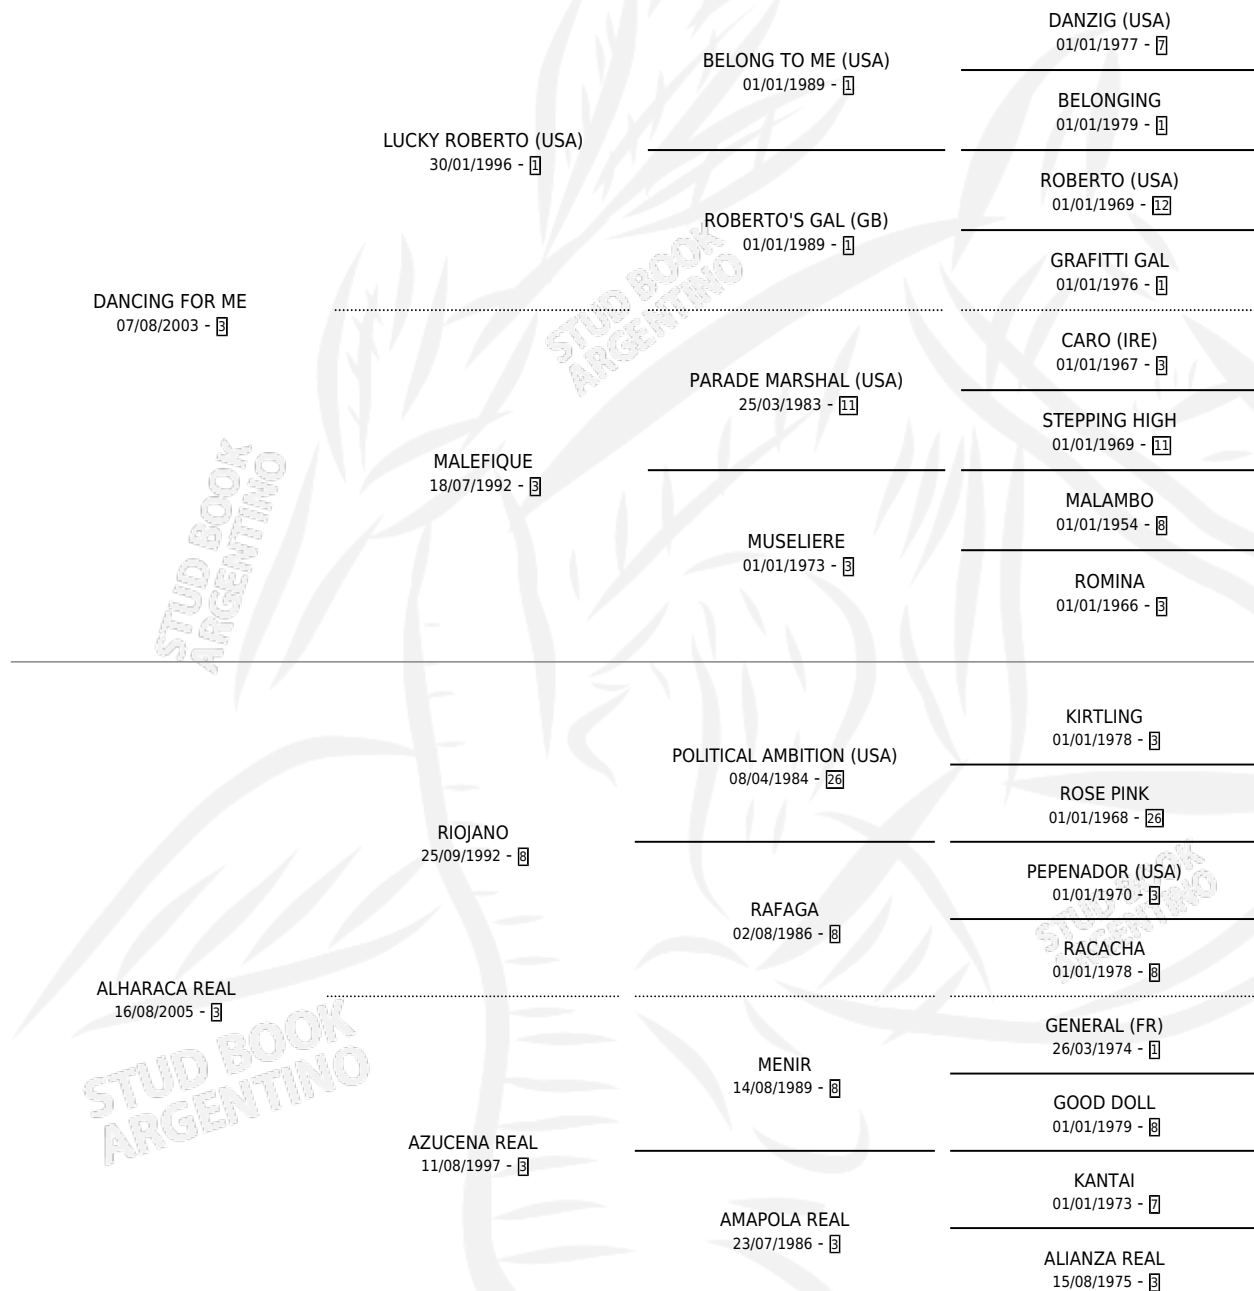 DANCING FOR ME
07/08/2003 - 3
LUCKY ROBERTO (USA)
30/01/1996 - 1
MALEFIQUE
18/07/1992 - 3
BELONG TO ME (USA)
01/01/1989 - 1
ROBERTO'S GAL (GB)
01/01/1989 - 1
PARADE MARSHAL (USA)
25/03/1983 - 11
MUSELIERE
01/01/1973 - 3
DANZIG (USA)
01/01/1977 - 7
BELONGING
01/01/1979 - 1
ROBERTO (USA)
01/01/1969 - 12
GRAFITTI GAL
01/01/1976 - 1
CARO (IRE)
01/01/1967 - 3
STEPPING HIGH
01/01/1969 - 11
MALAMBO
01/01/1954 - 8
ROMINA
01/01/1966 - 3
ALHARACA REAL
16/08/2005 - 3
RIOJANO
25/09/1992 - 8
AZUCENA REAL
11/08/1997 - 3
POLITICAL AMBITION (USA)
08/04/1984 - 26
RAFAGA
02/08/1986 - 8
MENIR
14/08/1989 - 8
AMAPOLA REAL
23/07/1986 - 3
KIRTLING
01/01/1978 - 3
ROSE PINK
01/01/1968 - 26
PEPENADOR (USA)
01/01/1970 - 3
RACACHA
01/01/1978 - 8
GENERAL (FR)
26/03/1974 - 1
GOOD DOLL
01/01/1979 - 8
KANTAI
01/01/1973 - 7
ALIANZA REAL
15/08/1975 - 3
STUD BOOK
ARGENTINO
STUD BOOK
ARGENTINO
STUD BOOK
ARGENTINO
STUD BOOK
ARGENTINO